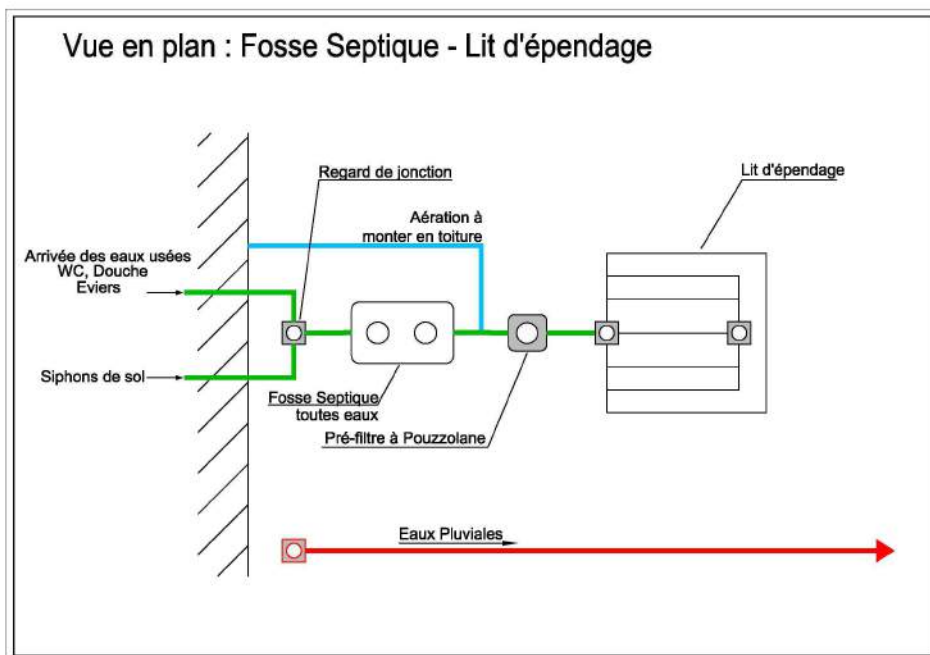 Vue en plan : Fosse Septique - Lit d'épendage
Regard de jonction
Lit d'épendage
Aération à
monter en toiture
Arrivée des eaux usées
WC, Douche
Eviers
Siphons de sol
Fosse Septique
toutes eaux
Pré-filtre à Pouzzolane
Eaux Pluviales